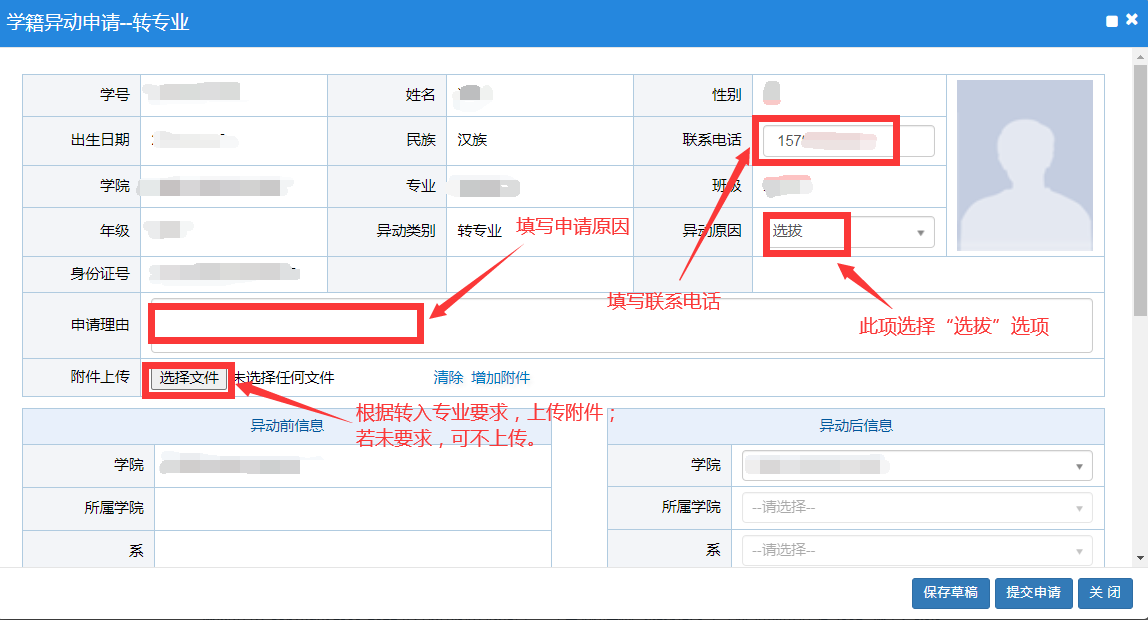 学籍异动申请--转专业
学号 姓名 性别
出生日期 民族 汉族 联系电话 157
学院 专业 班级
年级 异动类别 转专业 填写申请原因 异动原因 选拔
身份证号
填写联系电话
此项选择“选拔”选项
申请理由
附件上传 选择文件 未选择任何文件 清除 增加附件
根据转入专业要求，上传附件；
若未要求，可不上传。
异动前信息 异动后信息
学院 学院
所属学院 所属学院 --请选择--
系 系 --请选择--
保存草稿 提交申请 关 闭